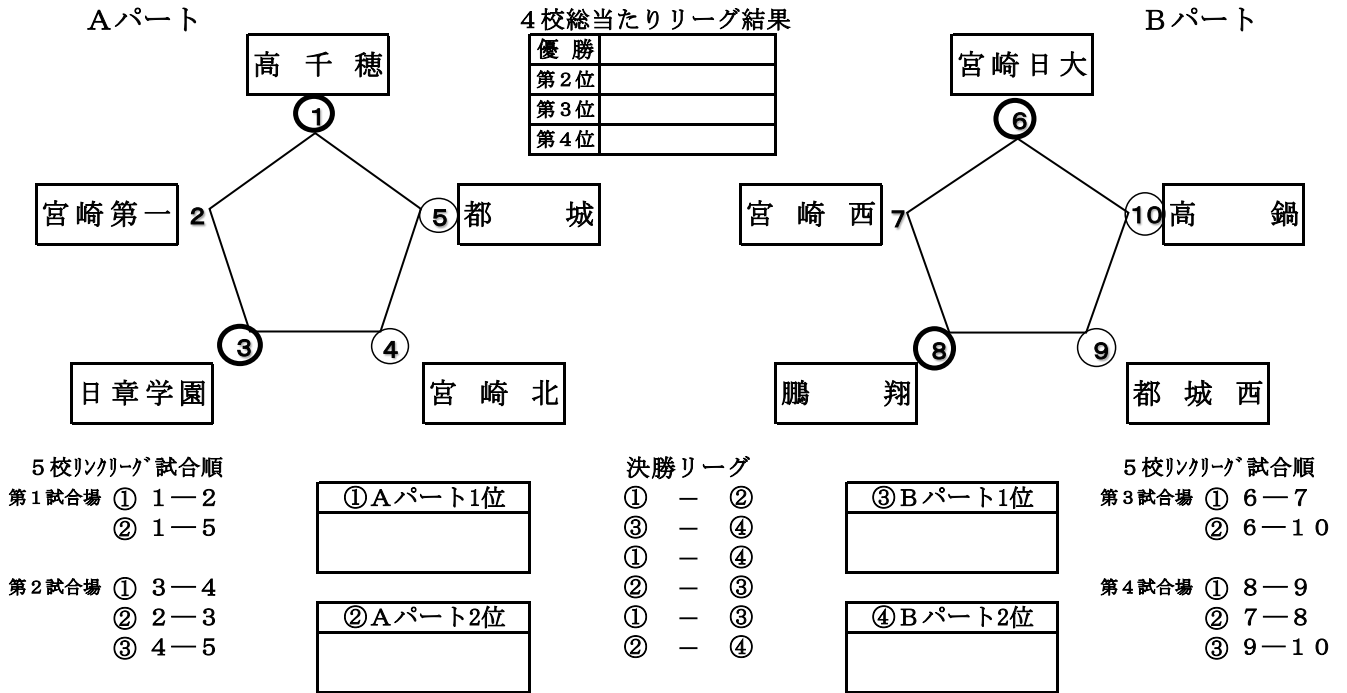 Aパート
4校総当たりリーグ結果
Bパート
高千穂
優勝
第2位
第3位
第4位
宮崎日大
①
⑥
宮崎第一
2
⑤
都城
宮崎西
7
⑩
高鍋
③
④
⑧
⑨
日章学園
宮崎北
鵬翔
都城西
5校ﾘﾝｸﾘｰｸﾞ試合順
第1試合場 ① 1―2
② 1―5
第2試合場 ① 3―4
② 2―3
③ 4―5
①Aパート1位
②Aパート2位
決勝リーグ
① － ②
③ － ④
① － ④
② － ③
① － ③
② － ④
③Bパート1位
④Bパート2位
5校ﾘﾝｸﾘｰｸﾞ試合順
第3試合場 ① 6―7
② 6―10
第4試合場 ① 8―9
② 7―8
③ 9―10